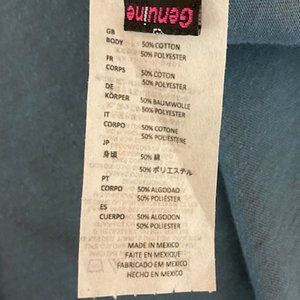 Genuine
GB
BODY 50% COTTON
50% POLYESTER
FR
CORPS 50% COTON
50% POLYESTER
DE
KÖRPER 50% BAUMWOLLE
50% POLYESTER
IT
CORPO 50% COTONE
50% POLIESTERE
JP
身頃 50% 綿
50% ポリエステル
PT
CORPO 50% ALGODAO
50% POLIÉSTER
ES
CUERPO 50% ALGODON
50% POLIÉSTER
MADE IN MEXICO
FAITE EN MEXIQUE
FABRICADO EM MEXICO
HECHO EN MEXICO